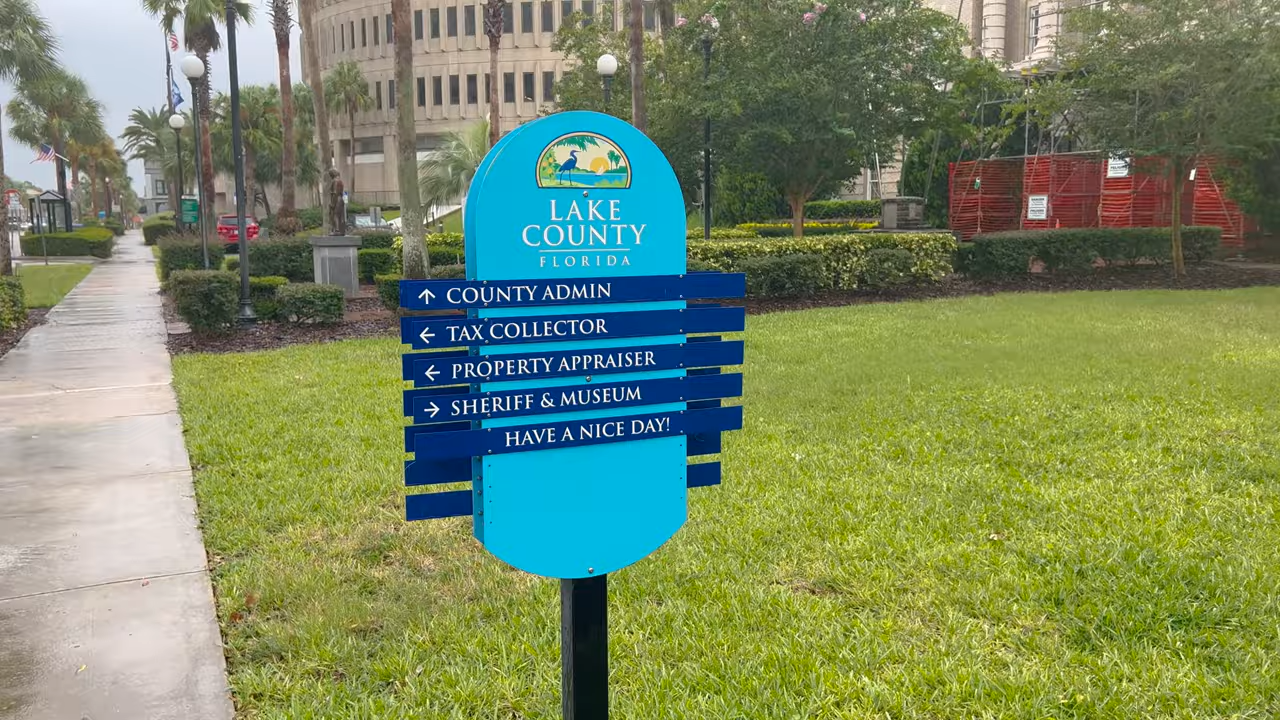 LAKE
COUNTY
FLORIDA
↑ COUNTY ADMIN
← TAX COLLECTOR
← PROPERTY APPRAISER
→ SHERIFF & MUSEUM
HAVE A NICE DAY!